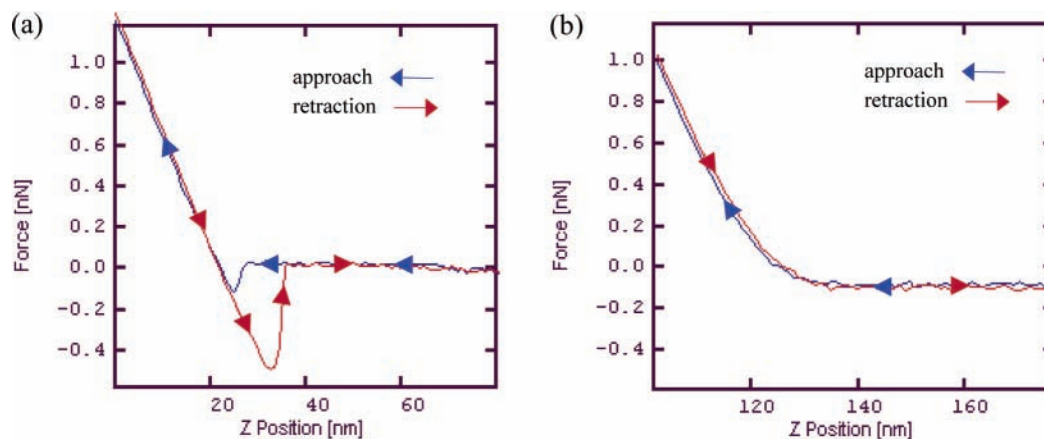 (a)
approach
retraction
1.0
0.8
0.6
0.4
0.2
0.0
-0.2
-0.4
Force [nN]
20
40
60
Z Position [nm]
(b)
approach
retraction
1.0
0.8
0.6
0.4
0.2
0.0
-0.2
-0.4
Force [nN]
120
140
160
Z Position [nm]